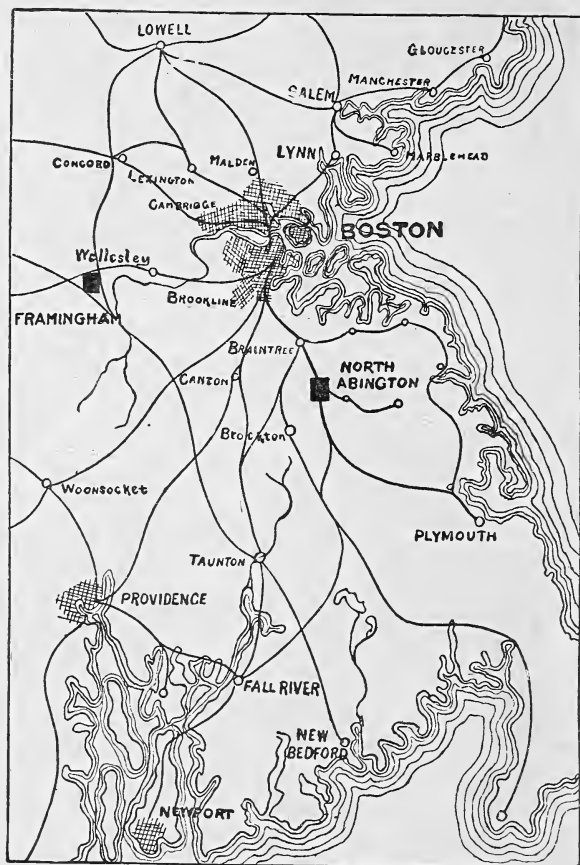 LOWELL
GLOUCESTER
MANCHESTER
SALEM
LYNN
MARBLEHEAD
CONCORD
MALDEN
LEXINGTON
CAMBRIDGE
BOSTON
Wellesley
BROOKLINE
FRAMINGHAM
BRAINTREE
NORTH
ABINGTON
CANTON
Brockton
WOONSOCKET
PLYMOUTH
TAUNTON
PROVIDENCE
FALL RIVER
NEW
BEDFORD
NEWPORT